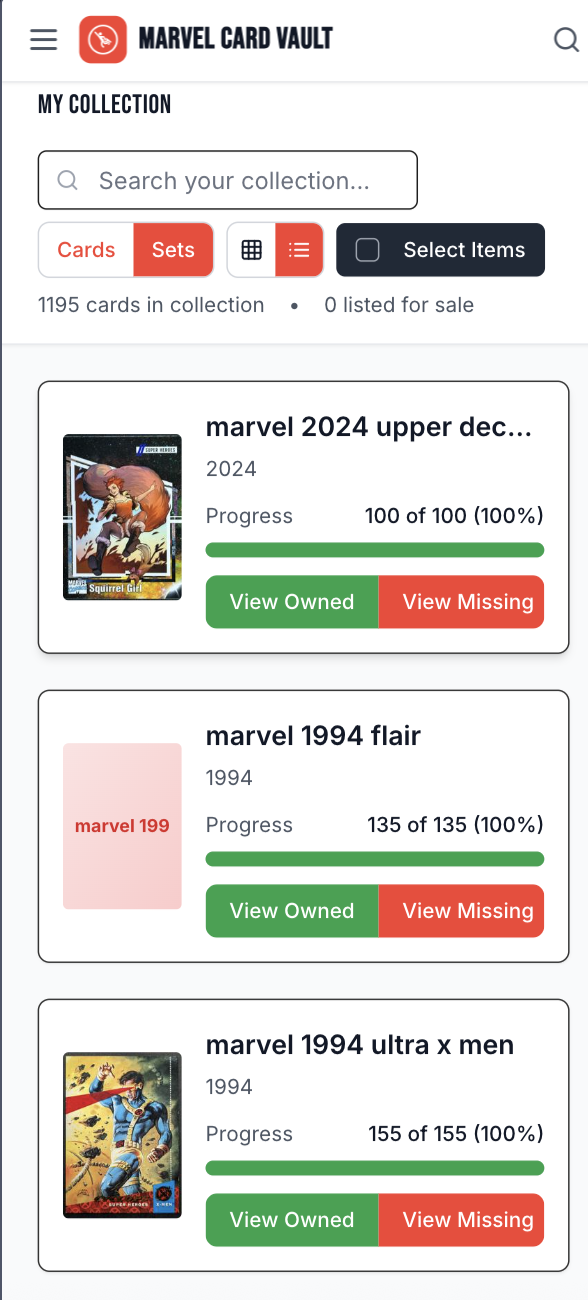 MARVEL CARD VAULT
MY COLLECTION
Search your collection...
Cards Sets Select Items
1195 cards in collection • 0 listed for sale
marvel 2024 upper dec...
2024
Progress 100 of 100 (100%)
View Owned View Missing
SUPER HEROES
MARVEL
Squirrel Girl
marvel 1994 flair
1994
marvel 199
Progress 135 of 135 (100%)
View Owned View Missing
marvel 1994 ultra x men
1994
Progress 155 of 155 (100%)
SUPER HEROES X-MEN
View Owned View Missing